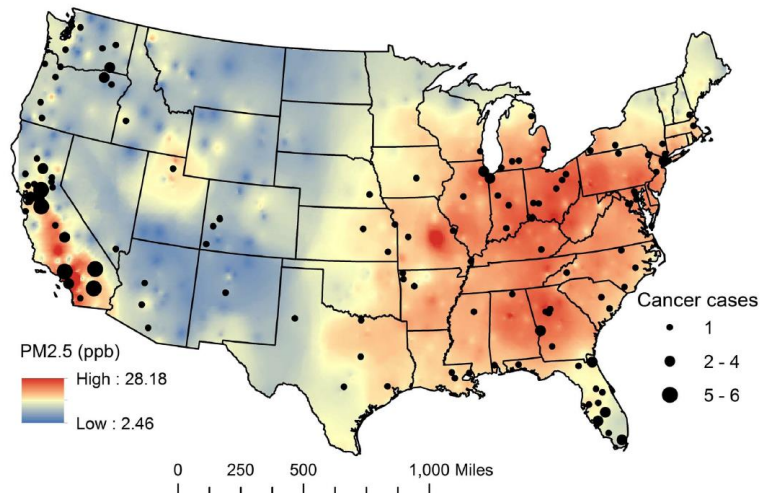 Cancer cases
1
2 - 4
5 - 6
PM2.5 (ppb)
High : 28.18
Low : 2.46
0 250 500 1,000 Miles